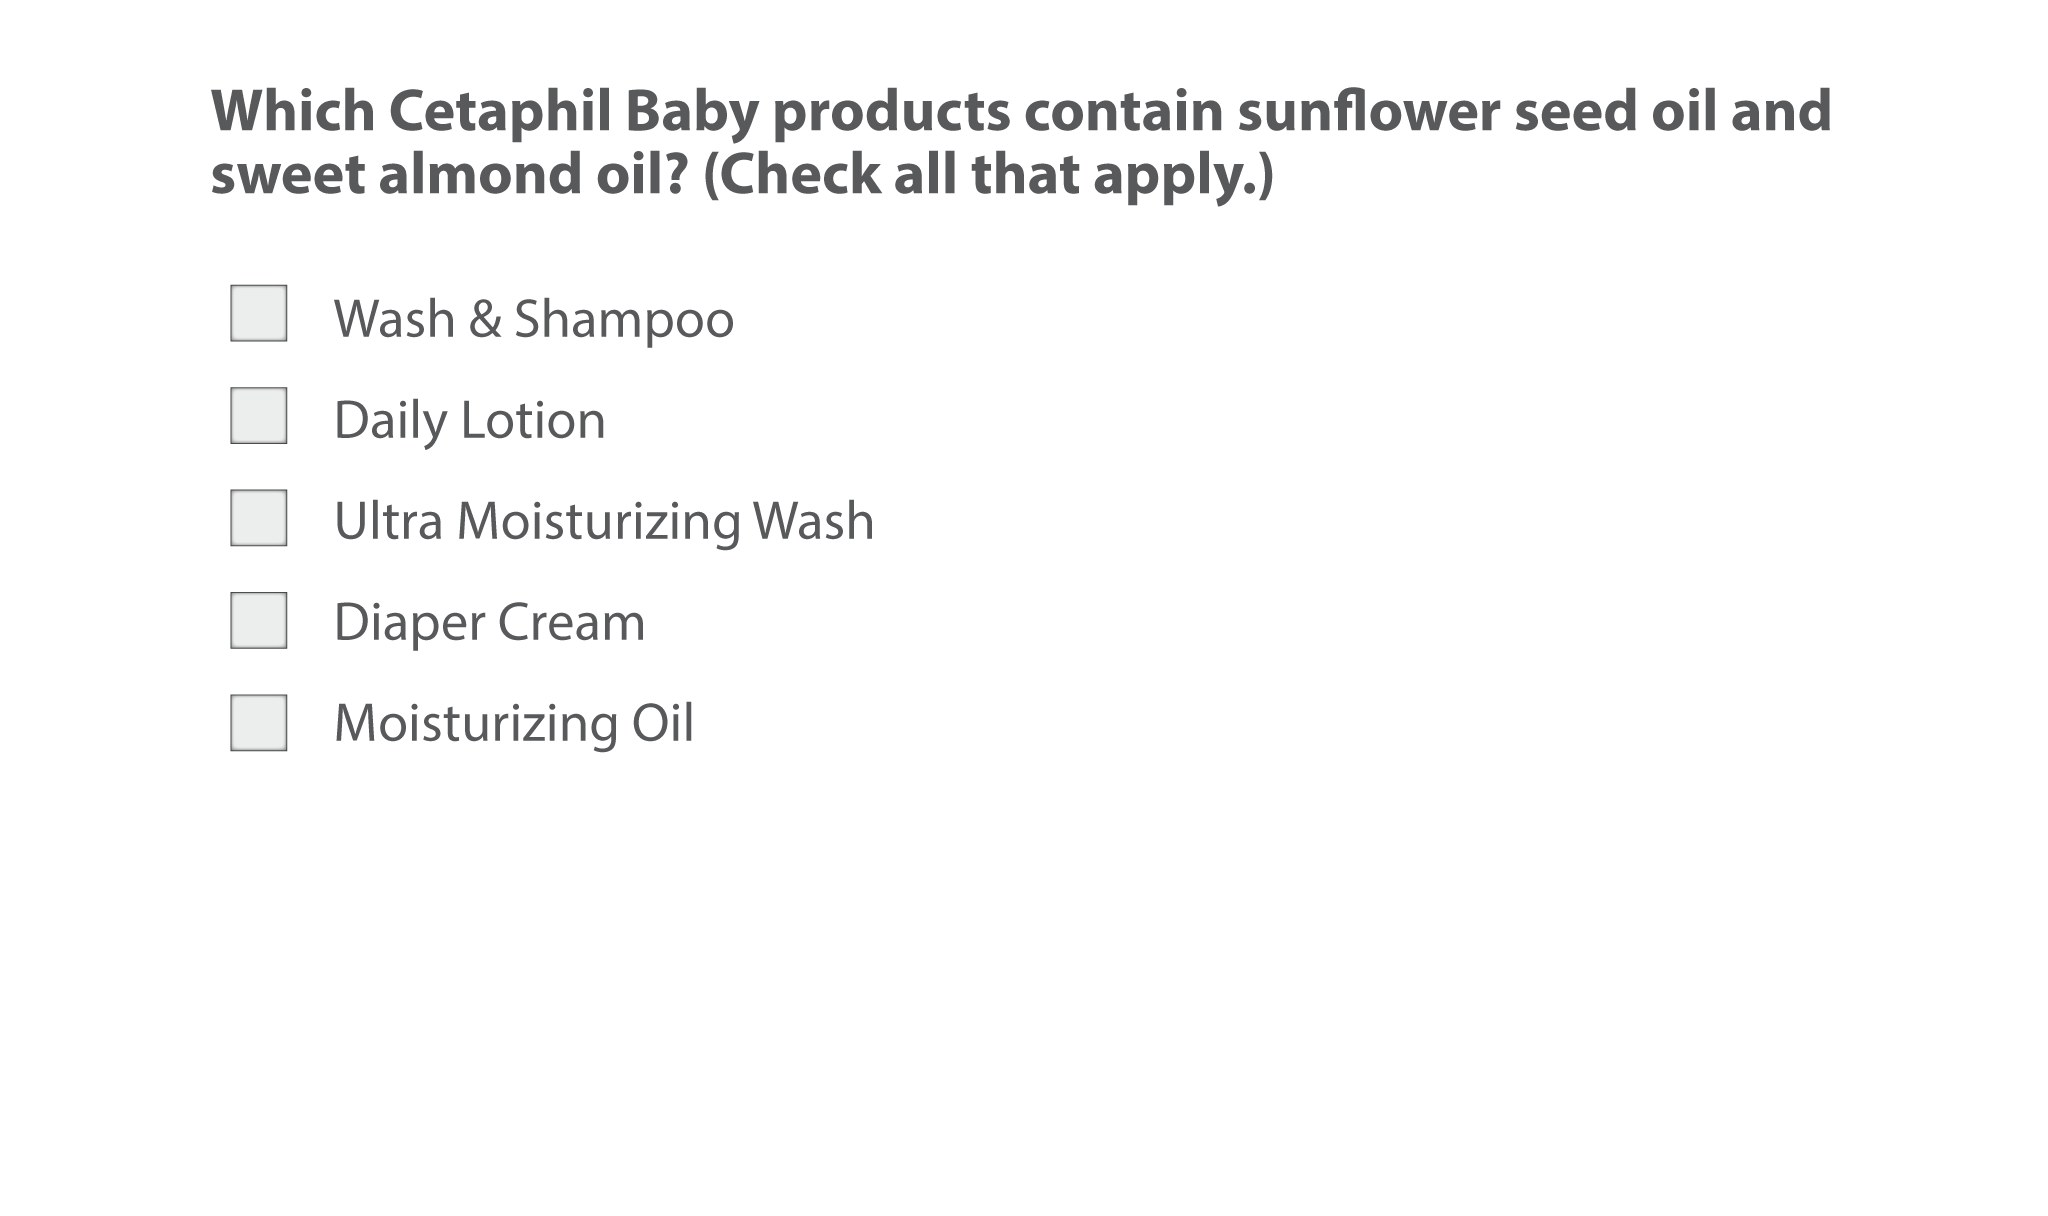 Which Cetaphil Baby products contain sunflower seed oil and
sweet almond oil? (Check all that apply.)
Wash & Shampoo
Daily Lotion
Ultra Moisturizing Wash
Diaper Cream
Moisturizing Oil